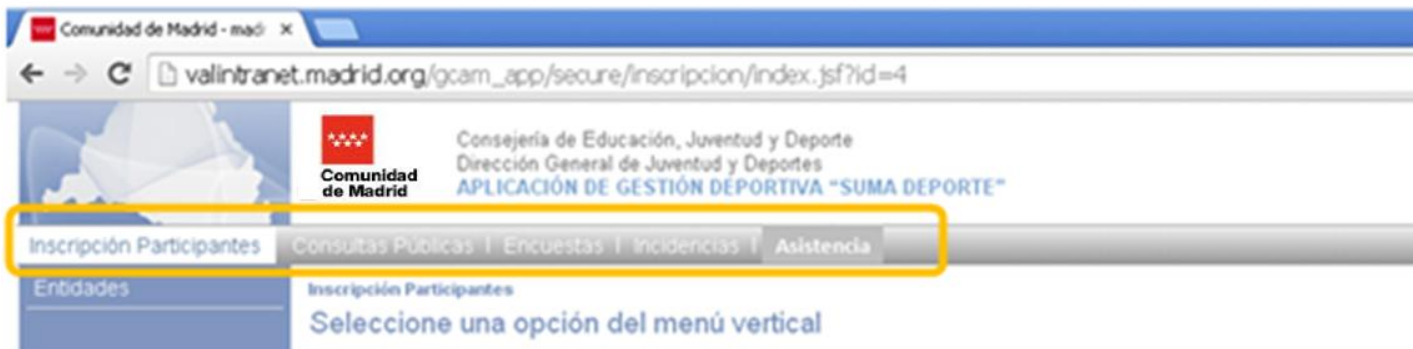 Comunidad de Madrid - madr
valintranet.madrid.org/gcam_app/secure/inscripcion/index.jsf?id=4
Comunidad
de Madrid
Consejería de Educación, Juventud y Deporte
Dirección General de Juventud y Deportes
APLICACIÓN DE GESTIÓN DEPORTIVA "SUMA DEPORTE"
Inscripción Participantes Consultas Públicas | Encuestas | Incidencias | Asistencia
Entidades
Inscripción Participantes
Seleccione una opción del menú vertical